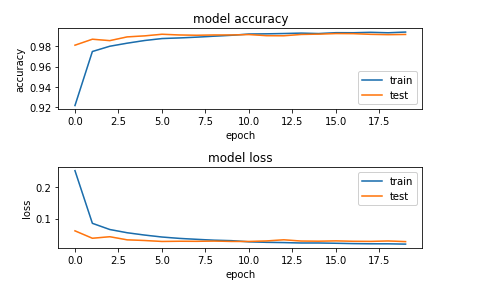 model accuracy
0.98
0.96
0.94
0.92
accuracy
train
test
0.0 2.5 5.0 7.5 10.0 12.5 15.0 17.5
epoch
model loss
0.2
0.1
loss
train
test
0.0 2.5 5.0 7.5 10.0 12.5 15.0 17.5
epoch